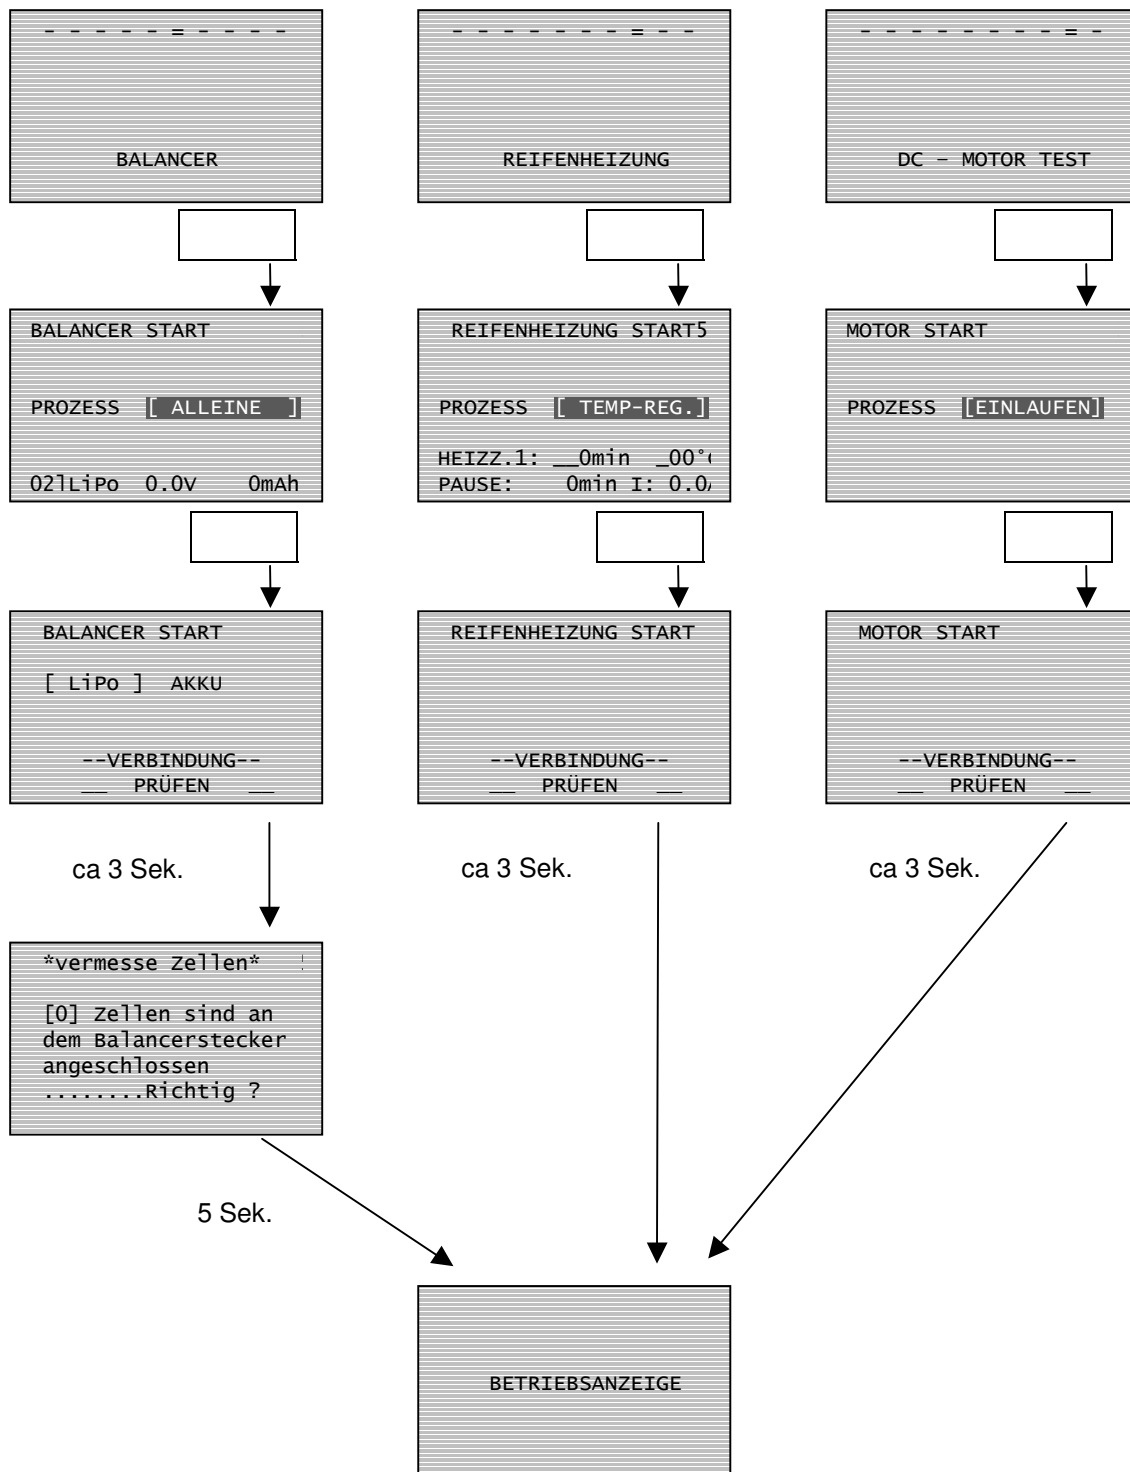 - - - - - = - - - -
BALANCER
- - - - - - - = - -
REIFENHEIZUNG
- - - - - - - - = -
DC - MOTOR TEST
BALANCER START
PROZESS [ ALLEINE ]
02lLiPo 0.0V 0mAh
REIFENHEIZUNG START5
PROZESS [ TEMP-REG.]
HEIZZ.1: __0min _00°
PAUSE: 0min I: 0.0
MOTOR START
PROZESS [EINLAUFEN]
BALANCER START
[ LiPo ] AKKU
--VERBINDUNG--
__ PRÜFEN __
REIFENHEIZUNG START
--VERBINDUNG--
__ PRÜFEN __
MOTOR START
--VERBINDUNG--
__ PRÜFEN __
ca 3 Sek.
ca 3 Sek.
ca 3 Sek.
*vermesse Zellen*
[0] Zellen sind an
dem Balancerstecker
angeschlossen
........Richtig ?
5 Sek.
BETRIEBSANZEIGE